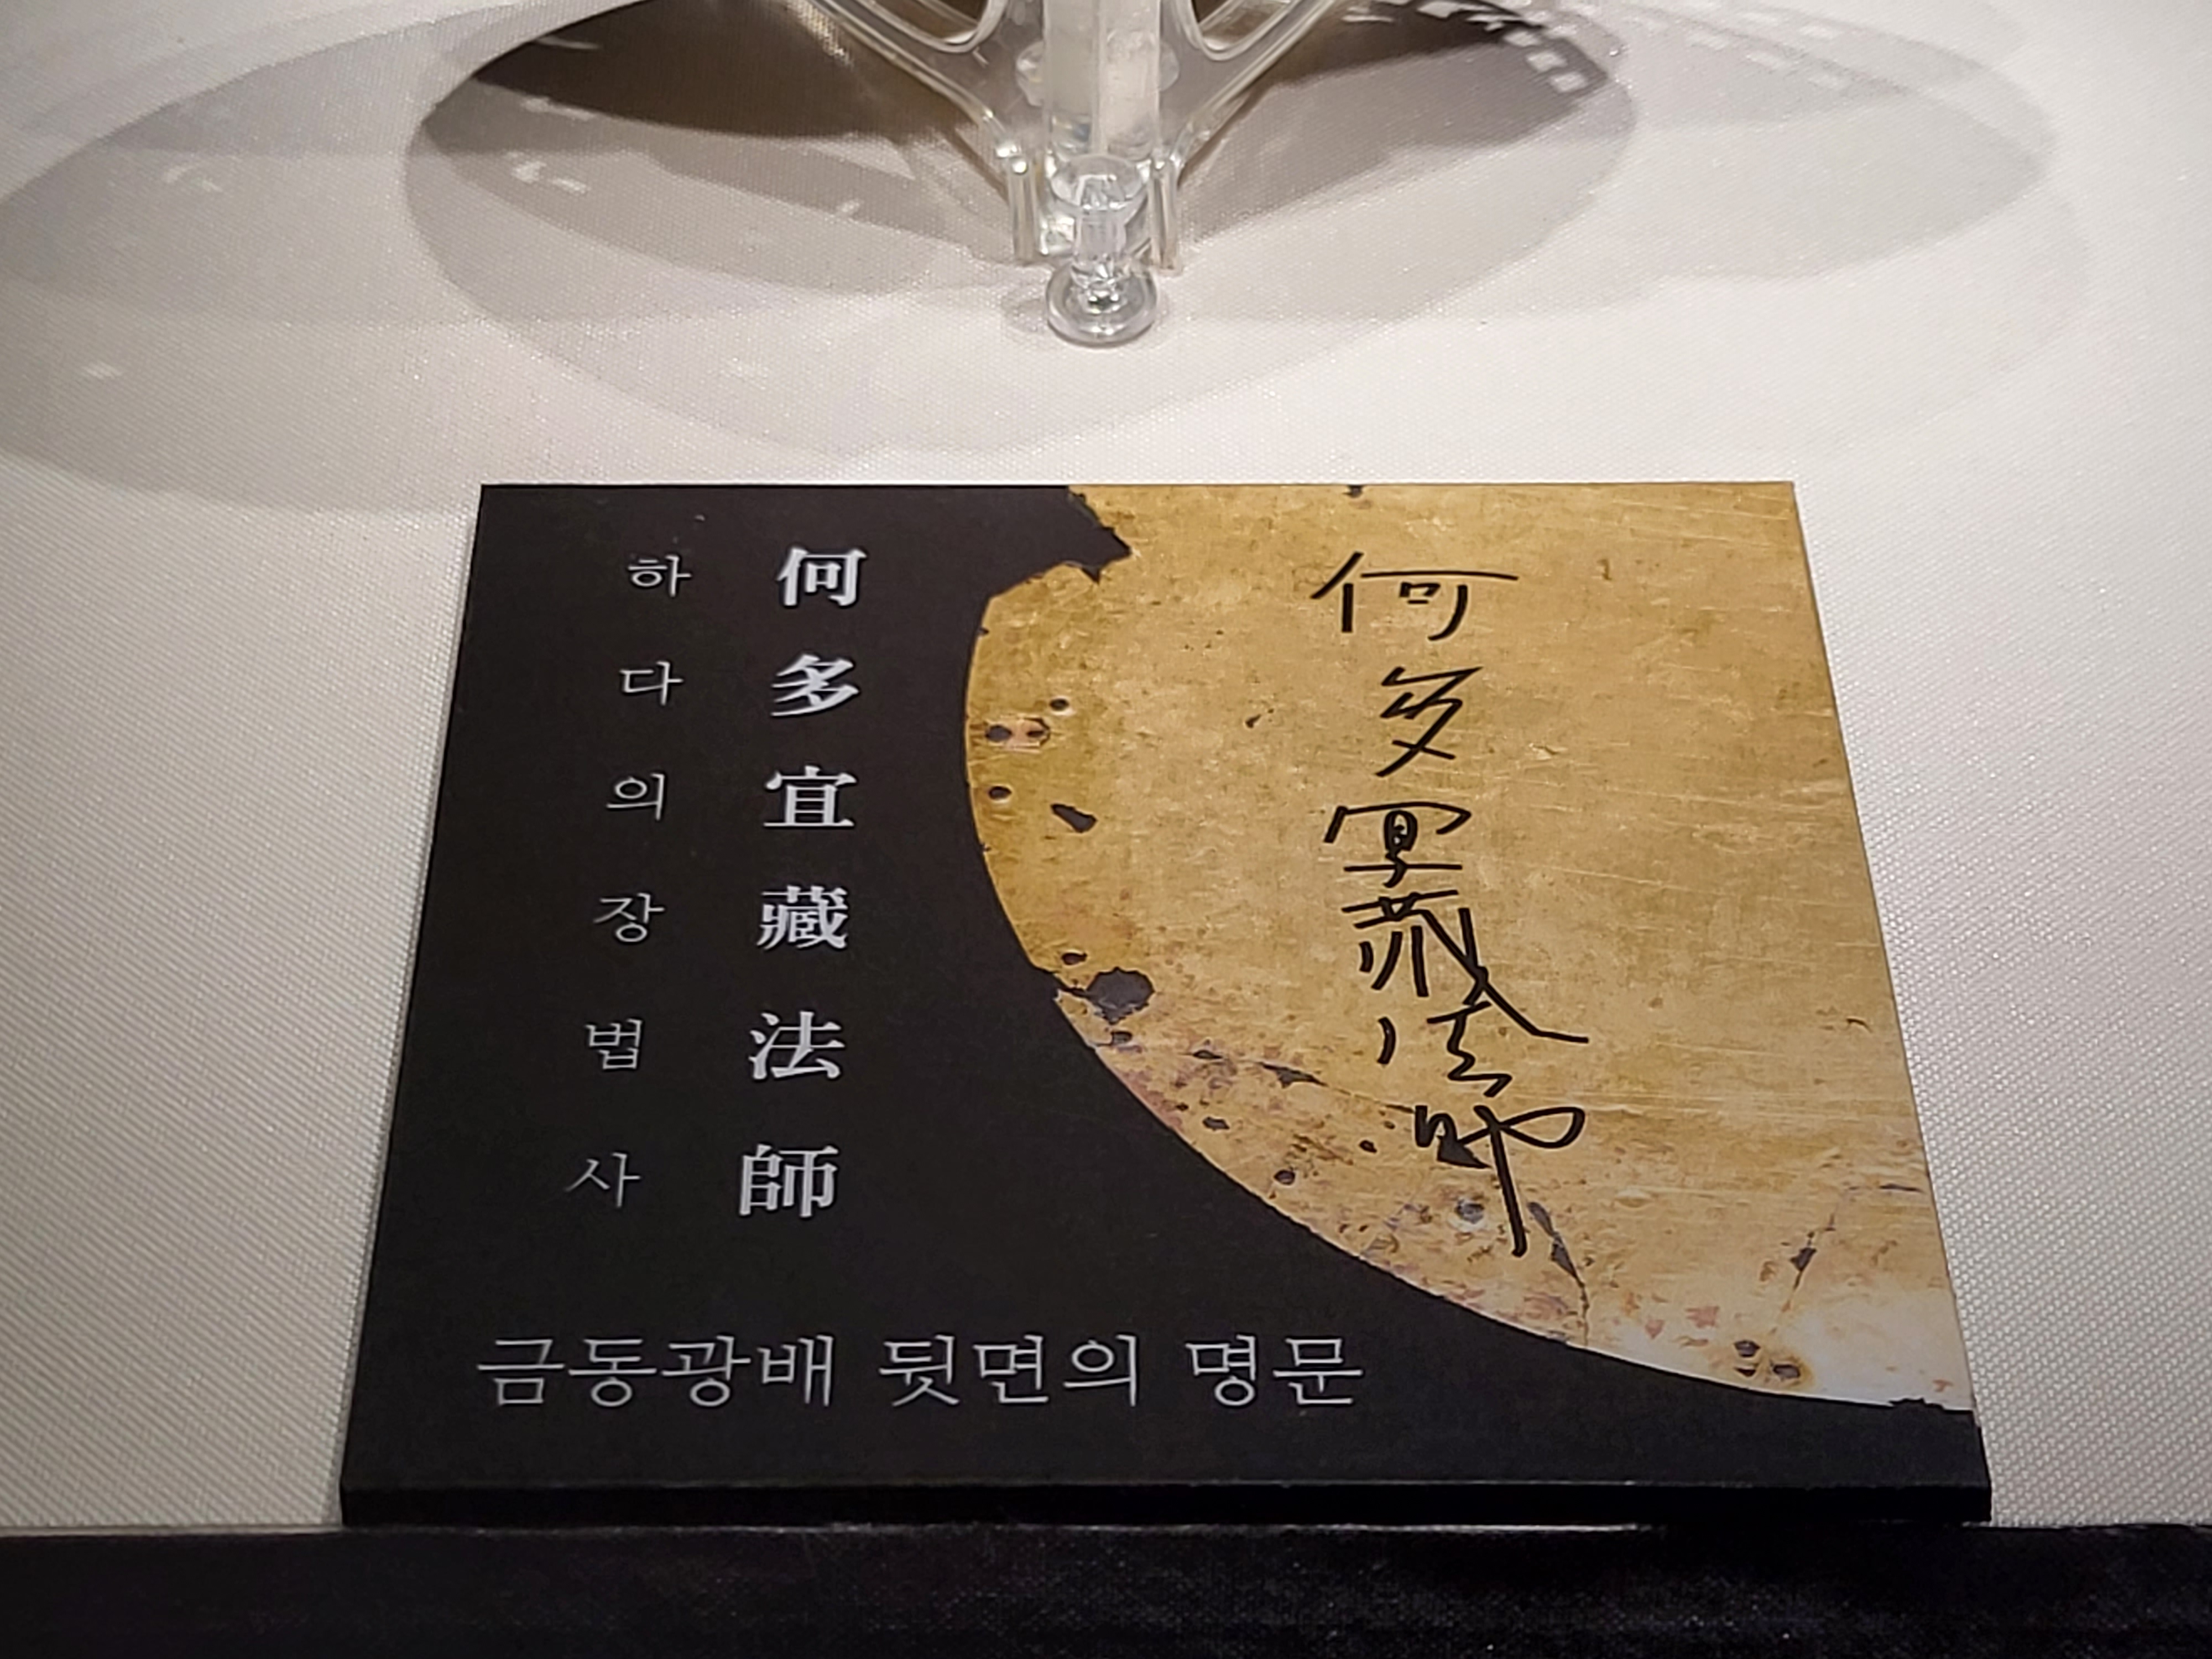 何多宜藏法師
何多宜藏法師
하다의장법사
금동광배 뒷면의 명문